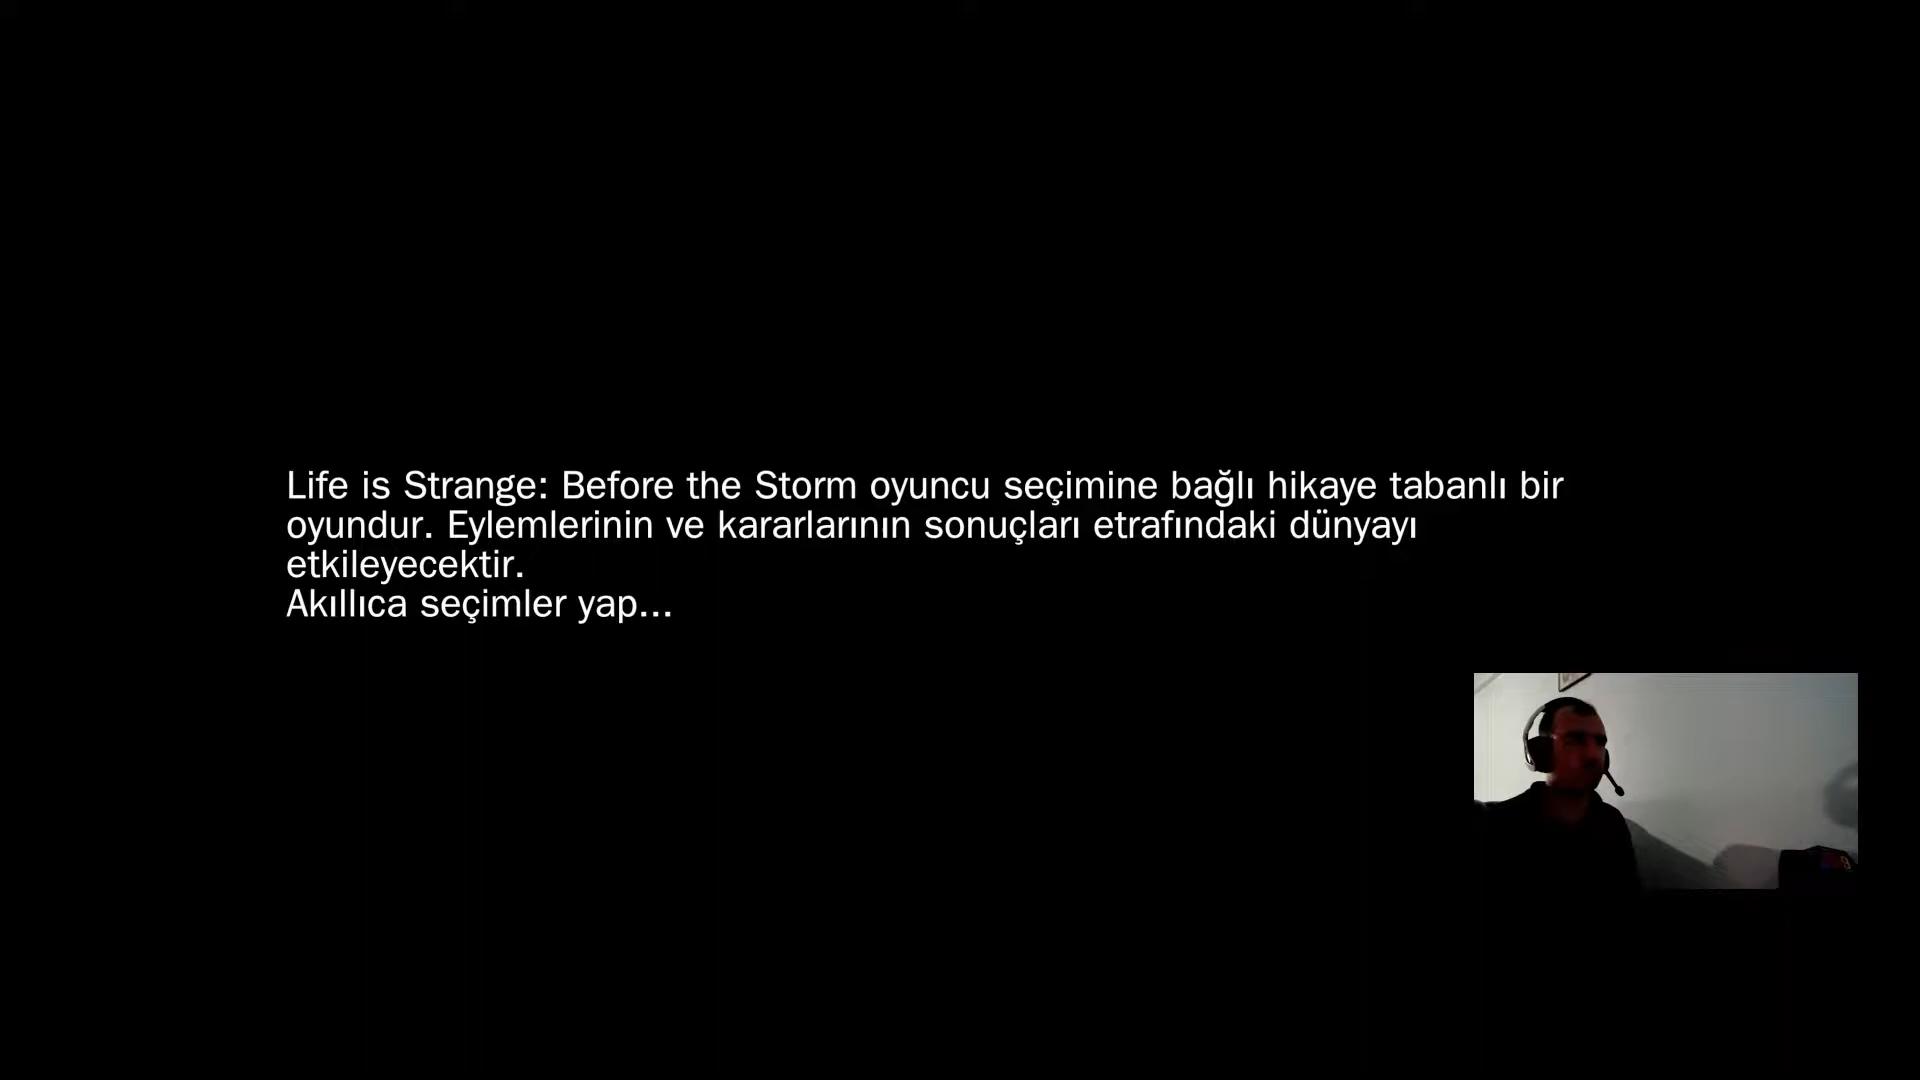 Life is Strange: Before the Storm oyuncu seçimine bağlı hikaye tabanlı bir
oyundur. Eylemlerinin ve kararlarının sonuçları etrafındaki dünyayı
etkileyecektir.
Akıllıca seçimler yap...